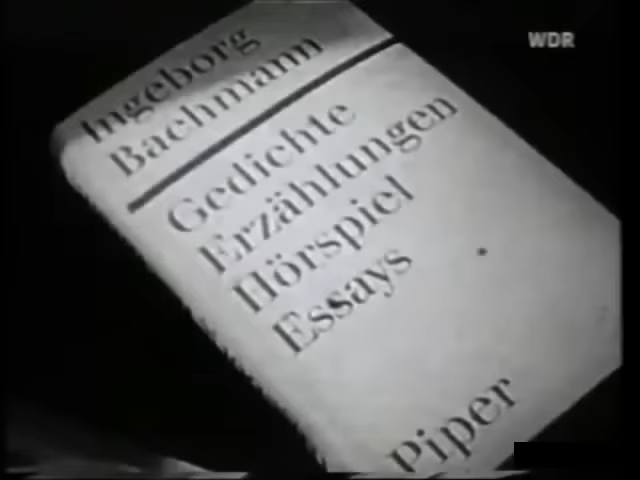 WDR
Ingeborg
Bachmann
Gedichte
Erzählungen
Hörspiel
Essays
Piper